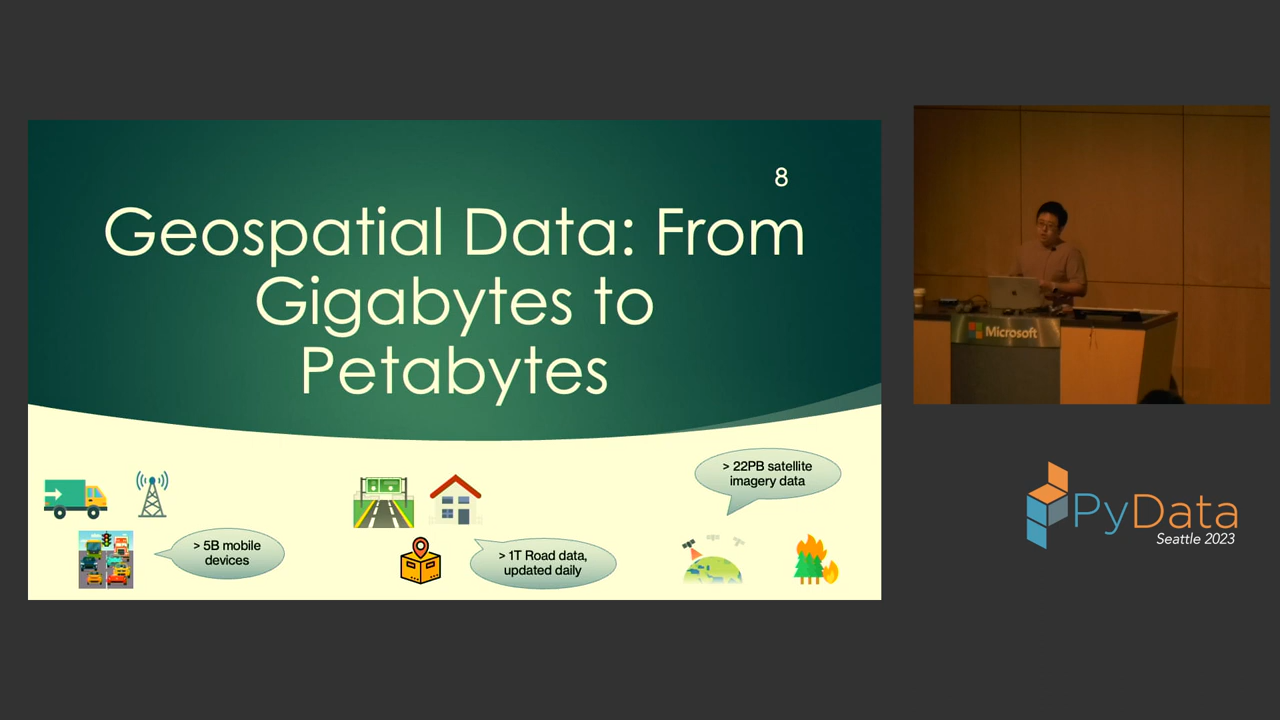 8
Geospatial Data: From
Gigabytes to
Petabytes
> 22PB satellite
imagery data
> 5B mobile
devices
> 1T Road data,
updated daily
Microsoft
PyData
Seattle 2023